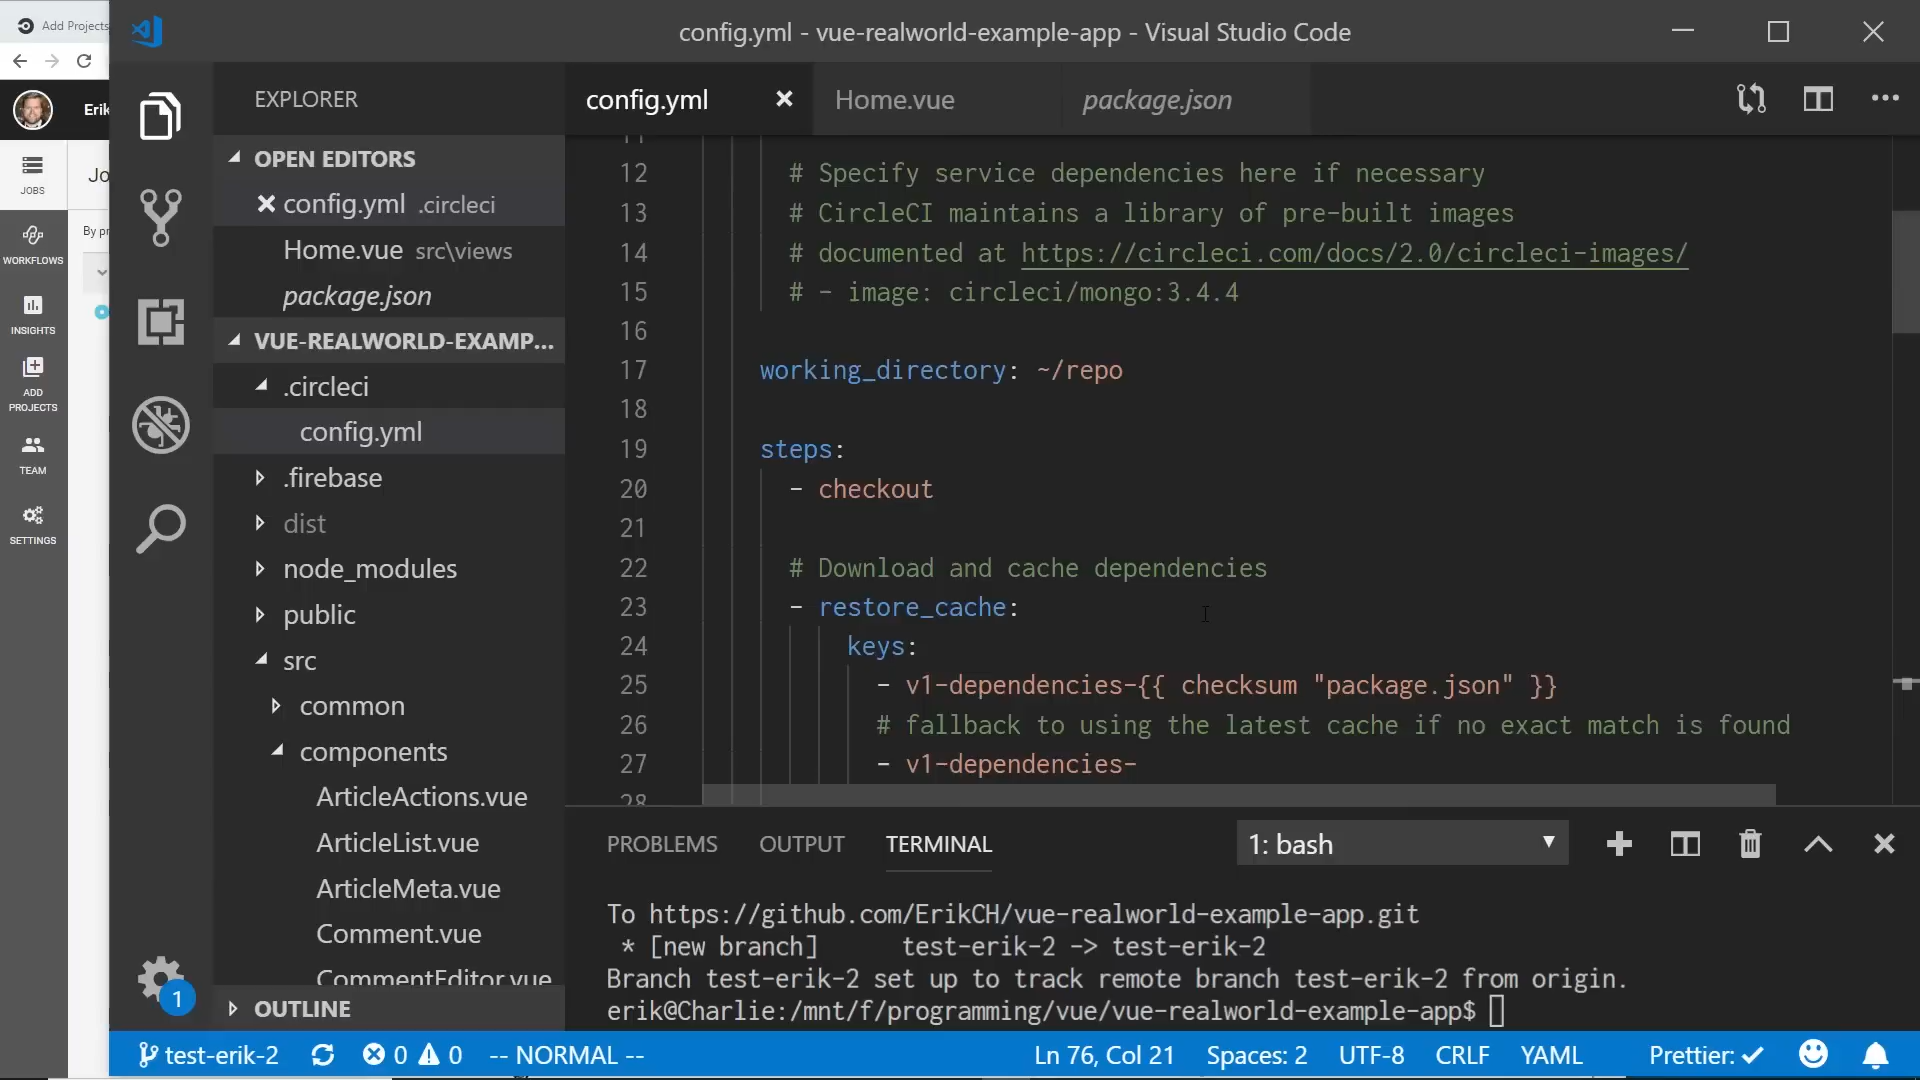 Add Projects
config.yml - vue-realworld-example-app - Visual Studio Code
Erik
JOBS
Jo
WORKFLOWS
By pr
INSIGHTS
ADD
PROJECTS
TEAM
SETTINGS
EXPLORER
OPEN EDITORS
config.yml .circleci
Home.vue src\views
package.json
VUE-REALWORLD-EXAMP...
.circleci
config.yml
.firebase
dist
node_modules
public
src
common
components
ArticleActions.vue
ArticleList.vue
ArticleMeta.vue
Comment.vue
CommentEditor.vue
OUTLINE
1
config.yml
Home.vue
package.json
11
12 # Specify service dependencies here if necessary
13 # CircleCI maintains a library of pre-built images
14 # documented at https://circleci.com/docs/2.0/circleci-images/
15 # - image: circleci/mongo:3.4.4
16
17 working_directory: ~/repo
18
19 steps:
20 - checkout
21
22 # Download and cache dependencies
23 - restore_cache:
24 keys:
25 - v1-dependencies-{{ checksum "package.json" }}
26 # fallback to using the latest cache if no exact match is found
27 - v1-dependencies-
28
PROBLEMS OUTPUT TERMINAL 1: bash
To https://github.com/ErikCH/vue-realworld-example-app.git
* [new branch] test-erik-2 -> test-erik-2
Branch test-erik-2 set up to track remote branch test-erik-2 from origin.
erik@Charlie:/mnt/f/programming/vue/vue-realworld-example-app$
test-erik-2 0 0 -- NORMAL -- Ln 76, Col 21 Spaces: 2 UTF-8 CRLF YAML Prettier: ✓